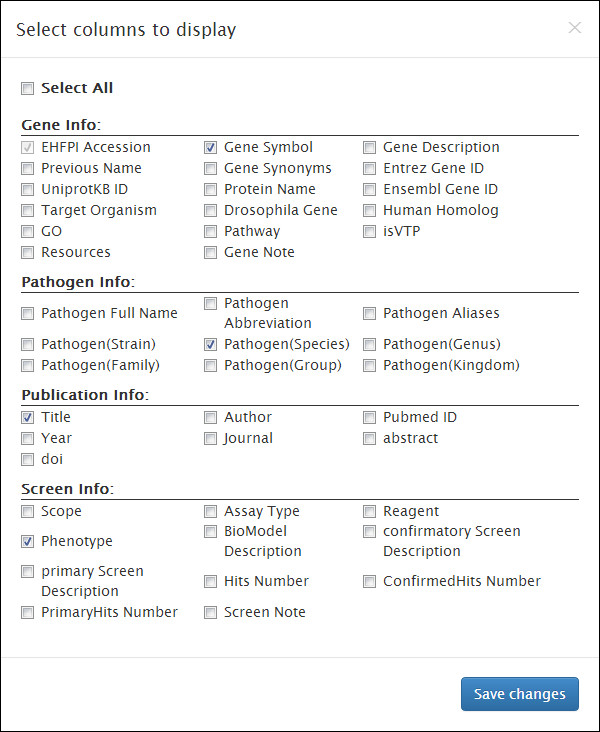 Select columns to display
Select All
Gene Info:
EHFPI Accession Gene Symbol Gene Description
Previous Name Gene Synonyms Entrez Gene ID
UniprotKB ID Protein Name Ensembl Gene ID
Target Organism Drosophila Gene Human Homolog
GO Pathway isVTP
Resources Gene Note
Pathogen Info:
Pathogen Full Name Pathogen Abbreviation Pathogen Aliases
Pathogen(Strain) Pathogen(Species) Pathogen(Genus)
Pathogen(Family) Pathogen(Group) Pathogen(Kingdom)
Publication Info:
Title Author Pubmed ID
Year Journal abstract
doi
Screen Info:
Scope Assay Type Reagent
Phenotype BioModel Description confirmatory Screen Description
primary Screen Description Hits Number ConfirmedHits Number
PrimaryHits Number Screen Note
Save changes